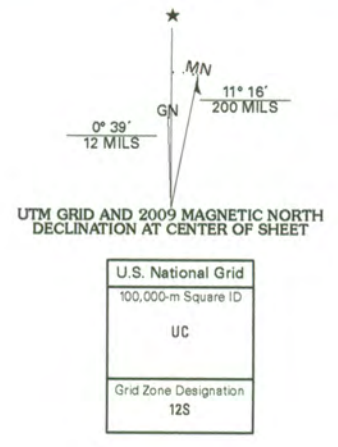 ★
MN
GN
11° 16´
200 MILS
0° 39´
12 MILS
UTM GRID AND 2009 MAGNETIC NORTH
DECLINATION AT CENTER OF SHEET
U.S. National Grid
100,000-m Square ID
UC
Grid Zone Designation
12S